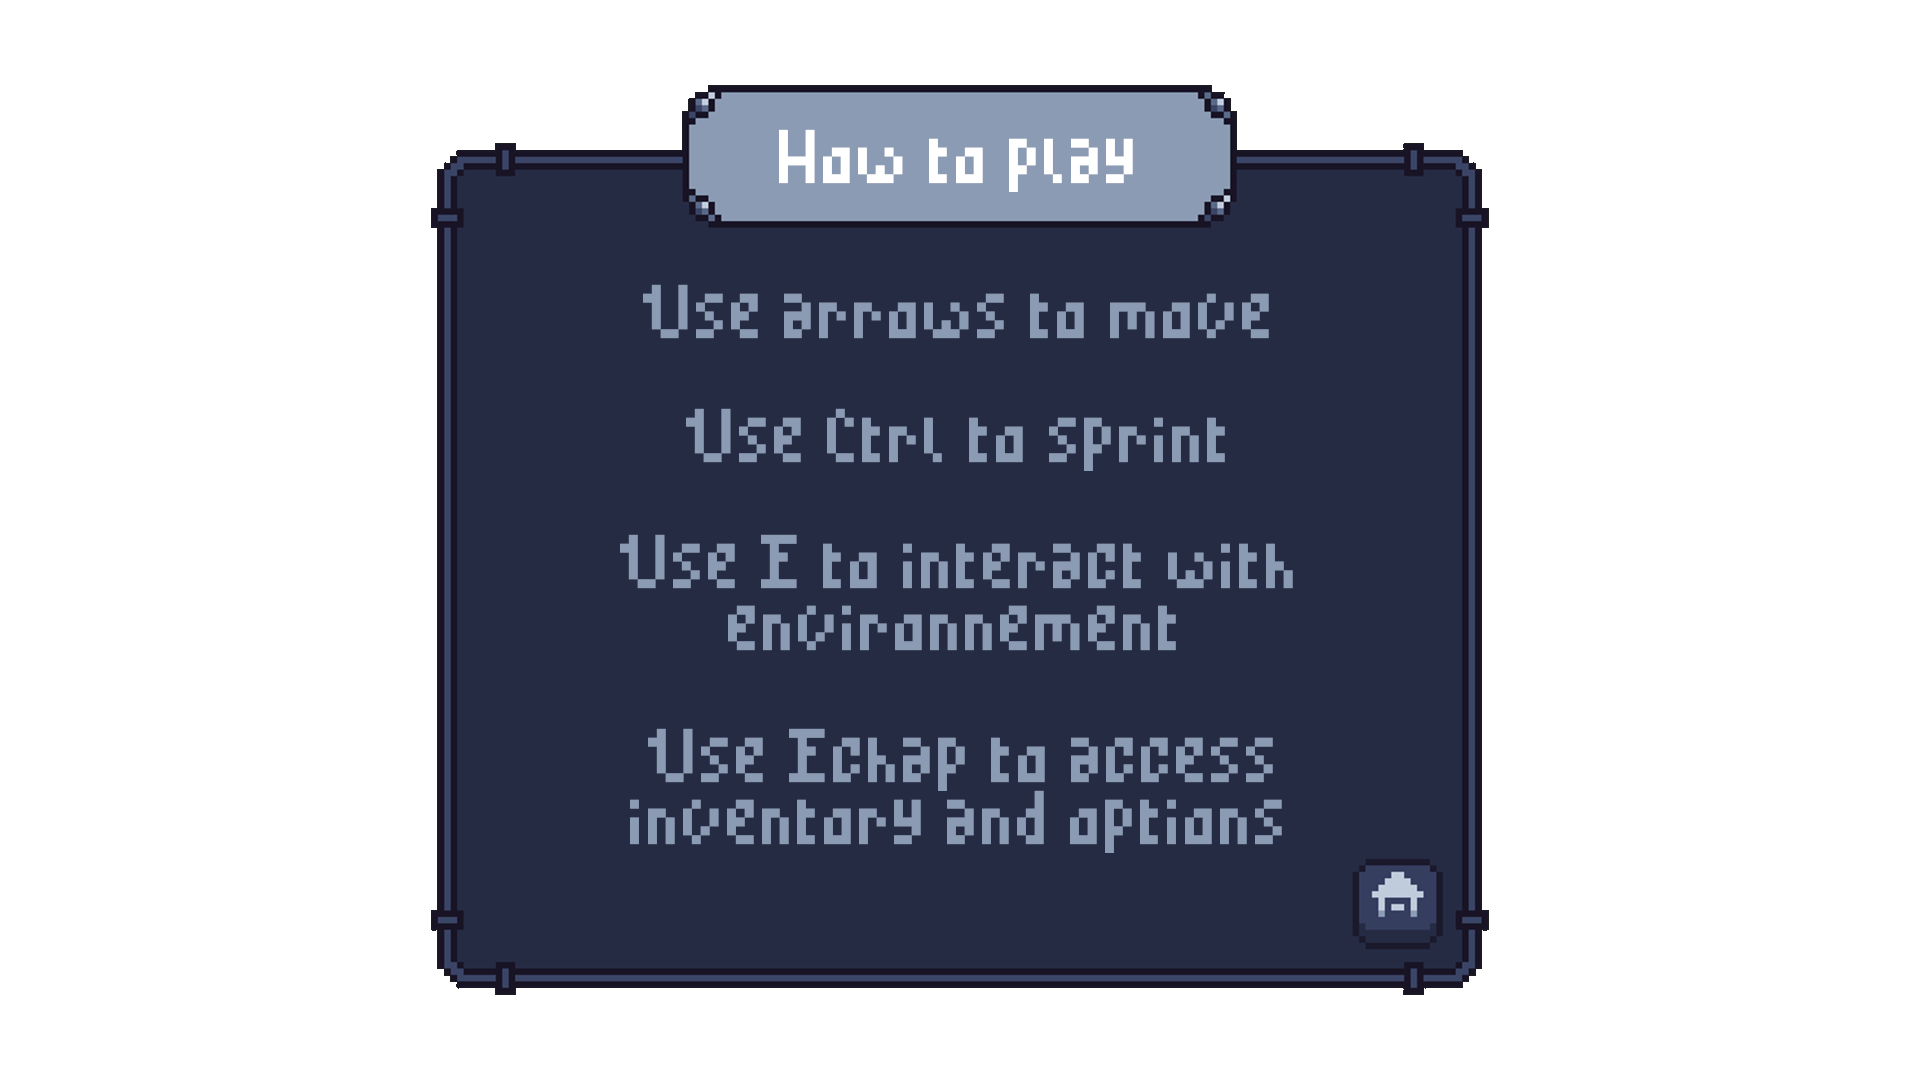 How to play
Use arrows to move
Use Ctrl to sprint
Use E to interact with
environnement
Use Echap to access
inventory and options